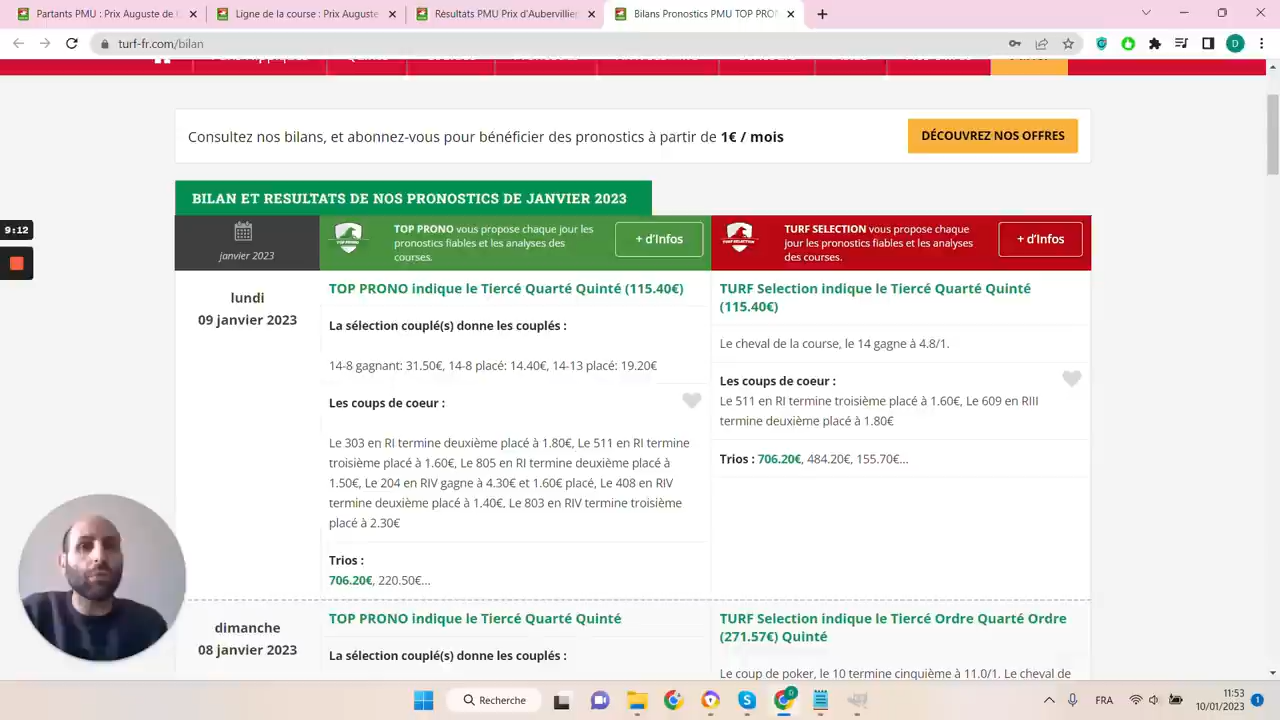 Partants PMU : Prix Auguste de B
Ligne de la course : Prix Auguste
Résultats PMU Prix d'Aubervillie
Bilans Pronostics PMU TOP PRO
turf-fr.com/bilan
Consultez nos bilans, et abonnez-vous pour bénéficier des pronostics à partir de 1€ / mois
DÉCOUVREZ NOS OFFRES
BILAN ET RESULTATS DE NOS PRONOSTICS DE JANVIER 2023
9:12
janvier 2023
TOP PRONO
TOP PRONO vous propose chaque jour les
pronostics fiables et les analyses des
courses.
+ d'Infos
TURF SELECTION
TURF SELECTION vous propose chaque
jour les pronostics fiables et les analyses
des courses.
+ d'Infos
lundi
09 janvier 2023
TOP PRONO indique le Tiercé Quarté Quinté (115.40€)
La sélection couplé(s) donne les couplés :
14-8 gagnant: 31.50€, 14-8 placé: 14.40€, 14-13 placé: 19.20€
Les coups de coeur :
Le 303 en RI termine deuxième placé à 1.80€, Le 511 en RI termine
troisième placé à 1.60€, Le 805 en RI termine deuxième placé à
1.50€, Le 204 en RIV gagne à 4.30€ et 1.60€ placé, Le 408 en RIV
termine deuxième placé à 1.40€, Le 803 en RIV termine troisième
placé à 2.30€
Trios :
706.20€, 220.50€...
TURF Selection indique le Tiercé Quarté Quinté
(115.40€)
Le cheval de la course, le 14 gagne à 4.8/1.
Les coups de coeur :
Le 511 en RI termine troisième placé à 1.60€, Le 609 en RIII
termine deuxième placé à 1.80€
Trios : 706.20€, 484.20€, 155.70€...
dimanche
08 janvier 2023
TOP PRONO indique le Tiercé Quarté Quinté
La sélection couplé(s) donne les couplés :
TURF Selection indique le Tiercé Ordre Quarté Ordre
(271.57€) Quinté
Le coup de poker, le 10 termine cinquième à 11.0/1. Le cheval de
Recherche
FRA
11:53
10/01/2023